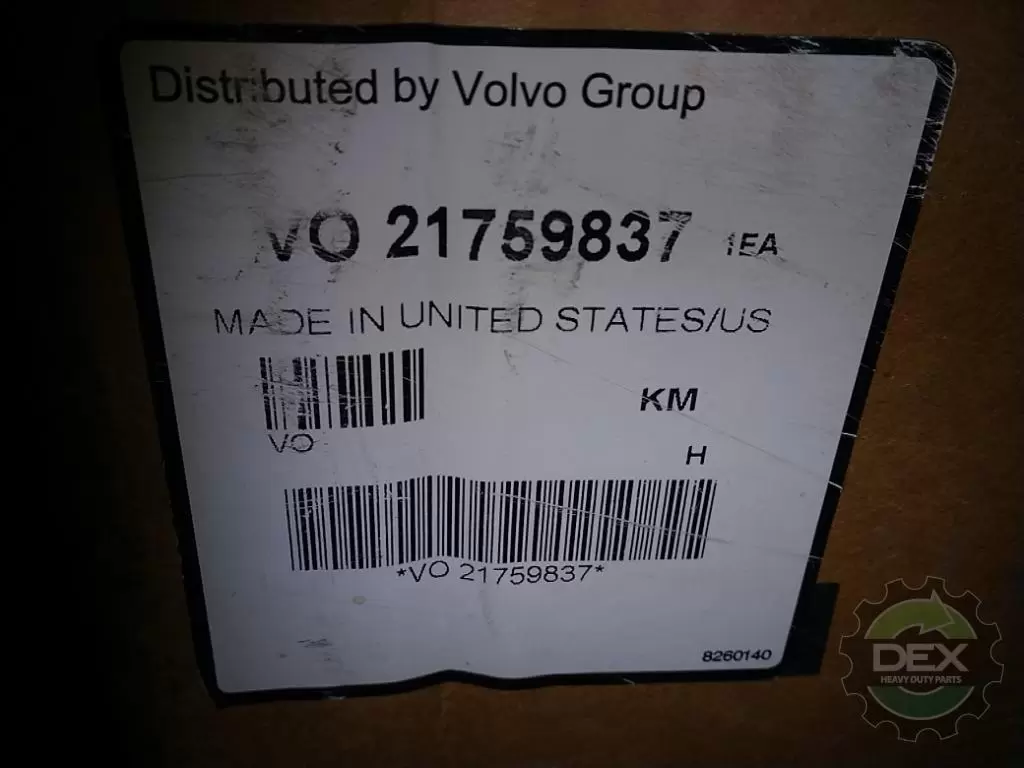 Distributed by Volvo Group
VO 21759837 1EA
MADE IN UNITED STATES/US
KM
VO
H
*VO 21759837*
8260140
DEX
HEAVY DUTY PARTS